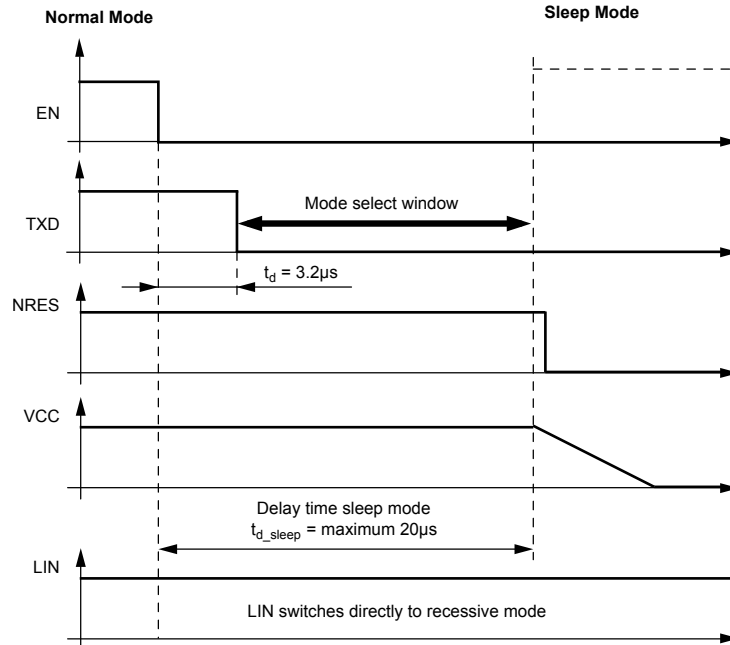 Normal Mode
Sleep Mode
EN
TXD
Mode select window
t_d = 3.2µs
NRES
VCC
Delay time sleep mode
t_d_sleep = maximum 20µs
LIN
LIN switches directly to recessive mode